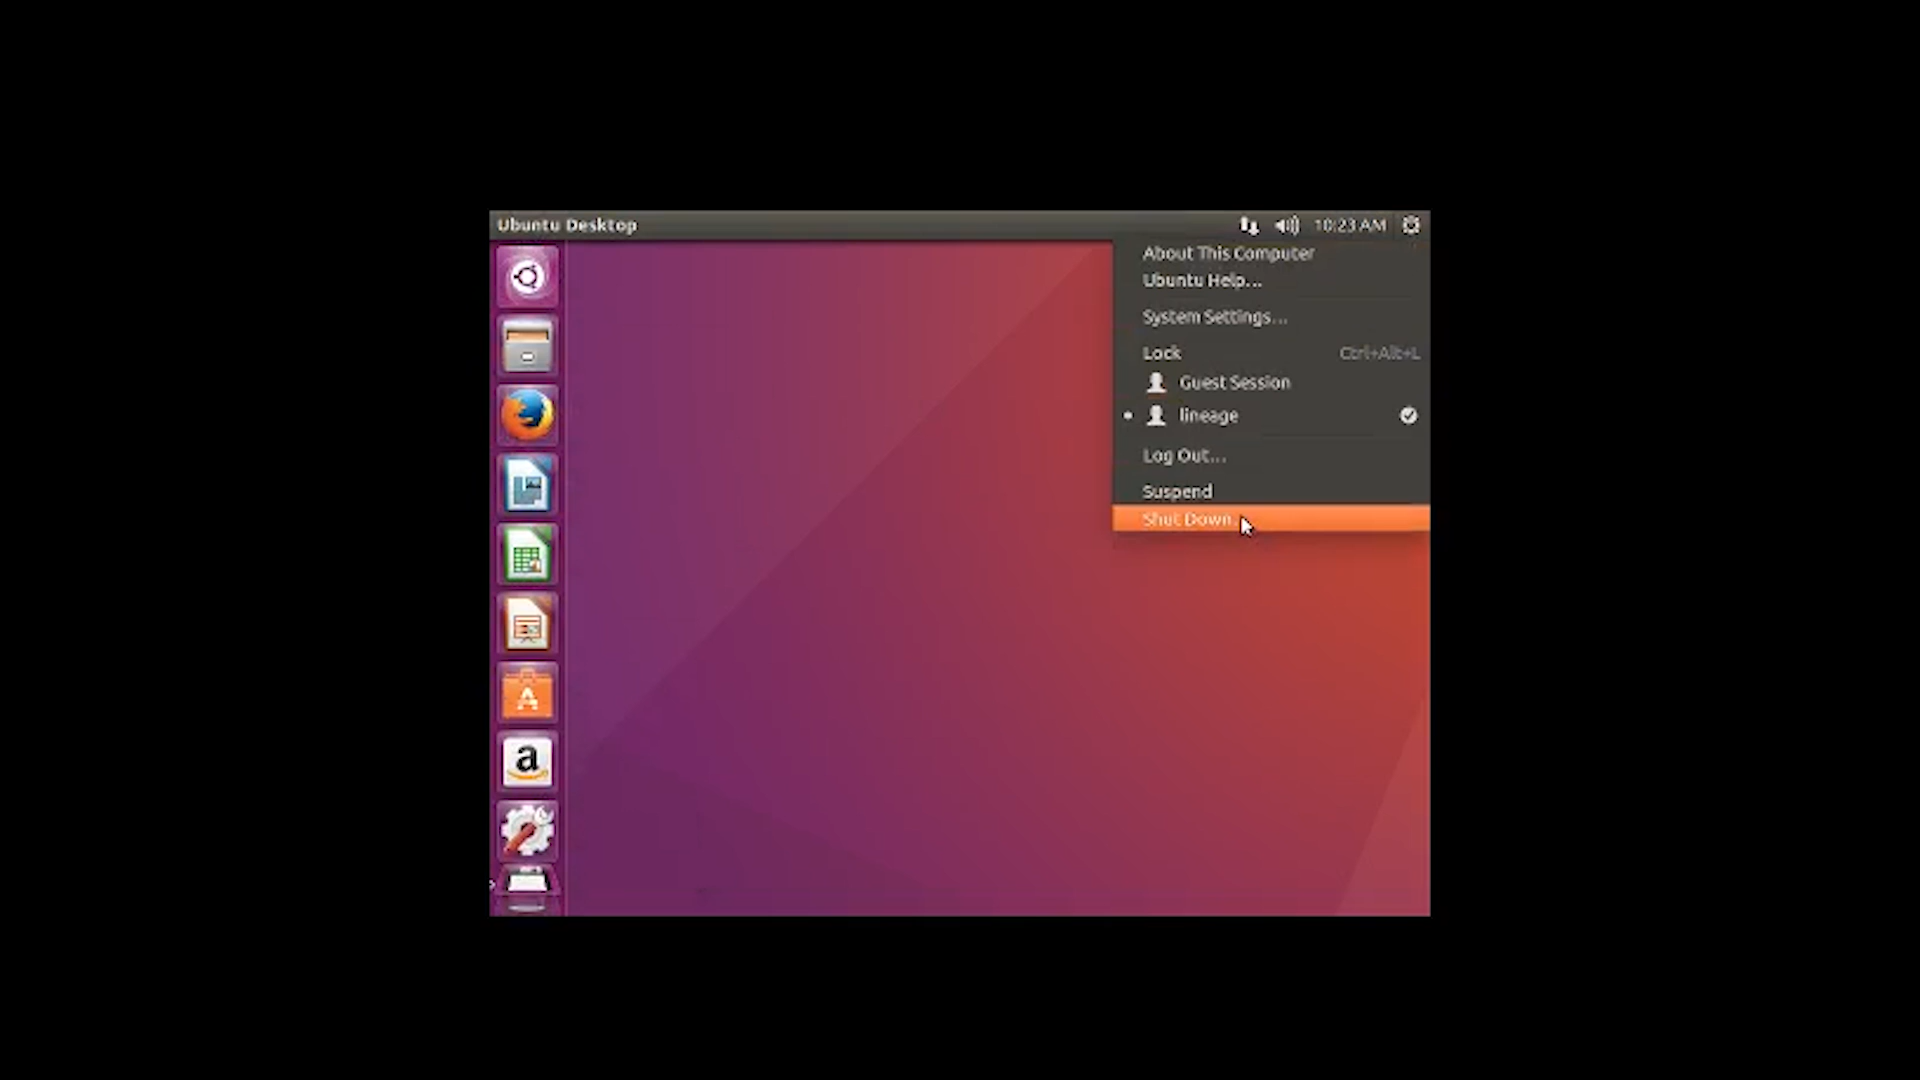 Ubuntu Desktop
10:23 AM
About This Computer
Ubuntu Help...
System Settings...
Lock Ctrl+Alt+L
Guest Session
lineage
Log Out...
Suspend
Shut Down
A
a